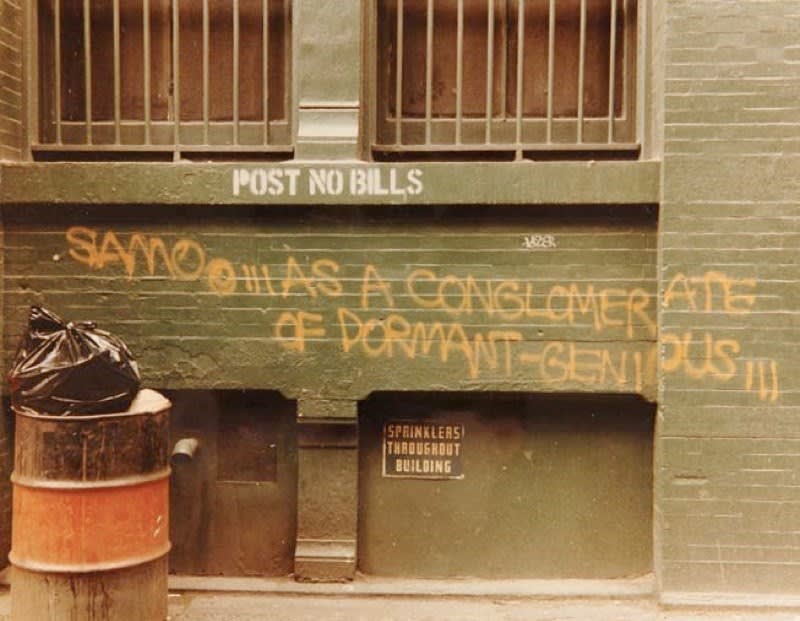 POST NO BILLS
SAMO©!!! AS A CONGLOMERATE
OF DORMANT-GENIOUS!!!
SPRINKLERS
THROUGHOUT
BUILDING